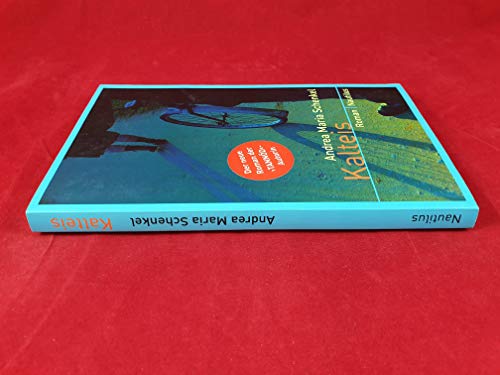 Andrea Maria Schenkel
Kalteis
Roman | Nautilus
Der neue
Roman der
»TANNÖD«-
Autorin
Kalteis Andrea Maria Schenkel Nautilus